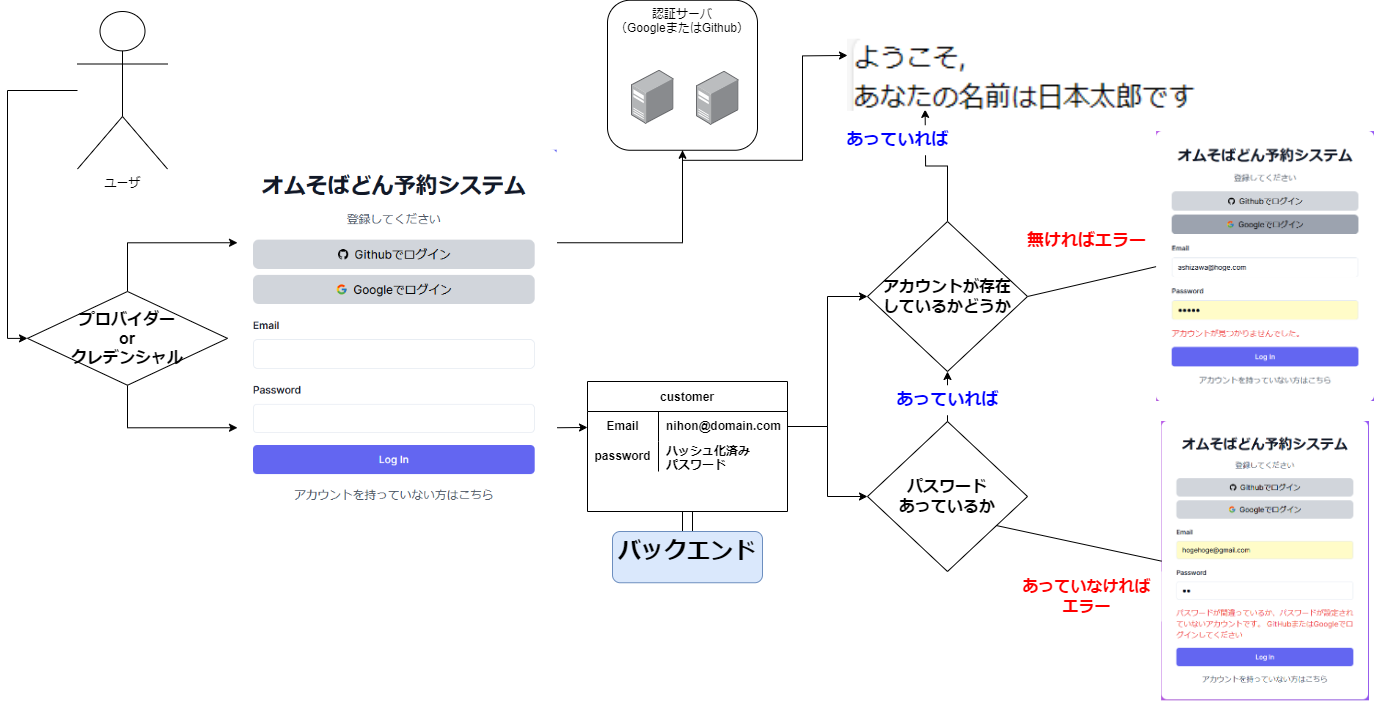 ユーザ
プロバイダー
or
クレデンシャル
オムそばどん予約システム
登録してください
Githubでログイン
Googleでログイン
Email
Password
Log In
アカウントを持っていない方はこちら
認証サーバ
（GoogleまたはGithub）
customer
Email
nihon@domain.com
password
ハッシュ化済み
パスワード
バックエンド
ようこそ,
あなたの名前は日本太郎です
あっていれば
アカウントが存在
しているかどうか
あっていれば
パスワード
あっているか
無ければエラー
あっていなければ
エラー
オムそばどん予約システム
登録してください
Githubでログイン
Googleでログイン
Email
ashizawa@hoge.com
Password
アカウントが見つかりませんでした。
Log In
アカウントを持っていない方はこちら
オムそばどん予約システム
登録してください
Githubでログイン
Googleでログイン
Email
hogehoge@gmail.com
Password
パスワードが間違っているか、パスワードが設定され
ていないアカウントです。 GitHubまたはGoogleでロ
グインしてください
Log In
アカウントを持っていない方はこちら